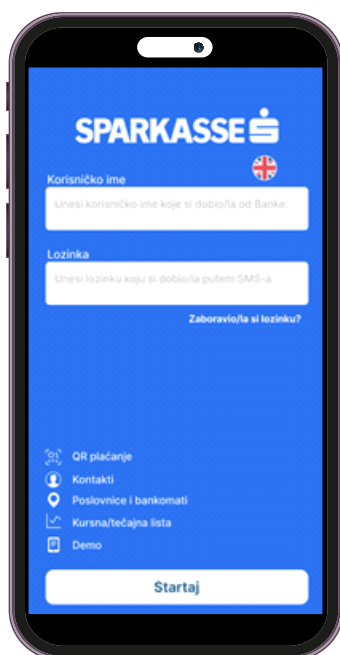 SPARKASSE
Korisničko ime
Unesi korisničko ime koje si dobio/la od Banke.
Lozinka
Unesi lozinku koju si dobio/la putem SMS-a
Zaboravio/la si lozinku?
QR plaćanje
Kontakti
Poslovnice i bankomati
Kursna/tečajna lista
Demo
Startaj